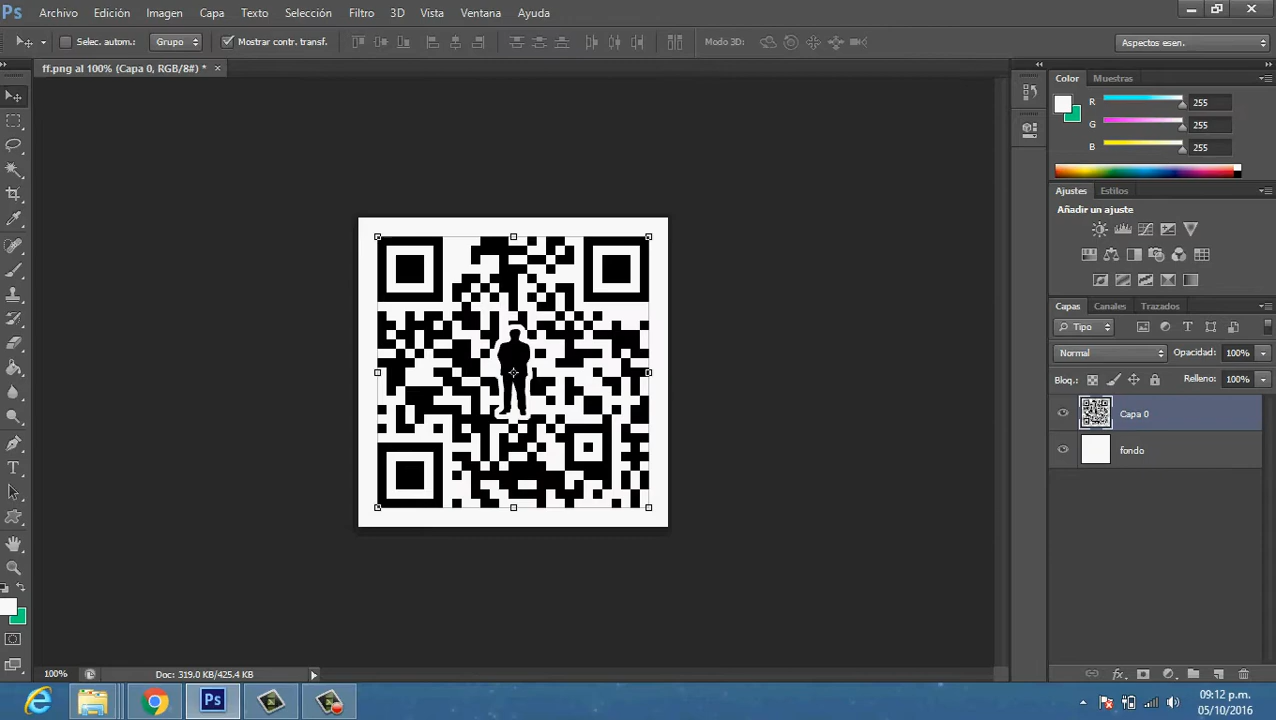 Ps Archivo Edición Imagen Capa Texto Selección Filtro 3D Vista Ventana Ayuda
Selec. autom.: Grupo Mostrar contr. transf. Modo 3D: Aspectos esen.
ff.png al 100% (Capa 0, RGB/8#) * ×
Color Muestras
R 255
G 255
B 255
Ajustes Estilos
Añadir un ajuste
Capas Canales Trazados
Tipo
Normal Opacidad: 100%
Bloq.: Relleno: 100%
Capa 0
fondo
100% Doc: 319.0 KB/425.4 KB
Ps
09:12 p.m.
05/10/2016